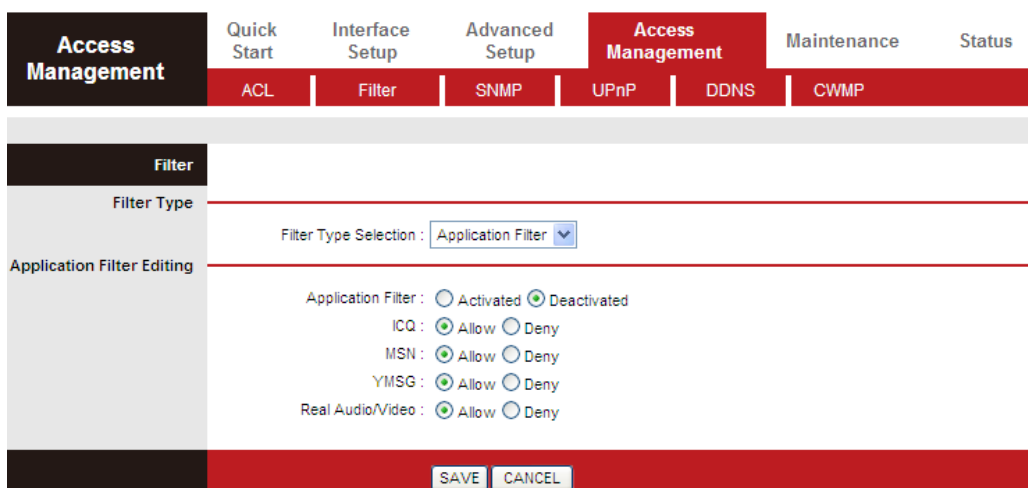 Access
Management
Quick
Start
Interface
Setup
Advanced
Setup
Access
Management
Maintenance
Status
ACL
Filter
SNMP
UPnP
DDNS
CWMP
Filter
Filter Type
Filter Type Selection : Application Filter
Application Filter Editing
Application Filter : Activated Deactivated
ICQ : Allow Deny
MSN : Allow Deny
YMSG : Allow Deny
Real Audio/Video : Allow Deny
SAVE CANCEL